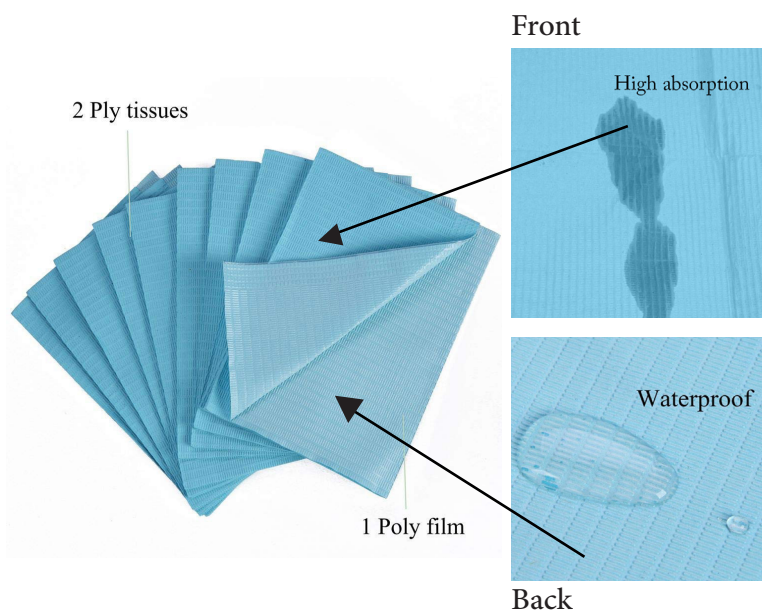 Front
High absorption
2 Ply tissues
Waterproof
1 Poly film
Back